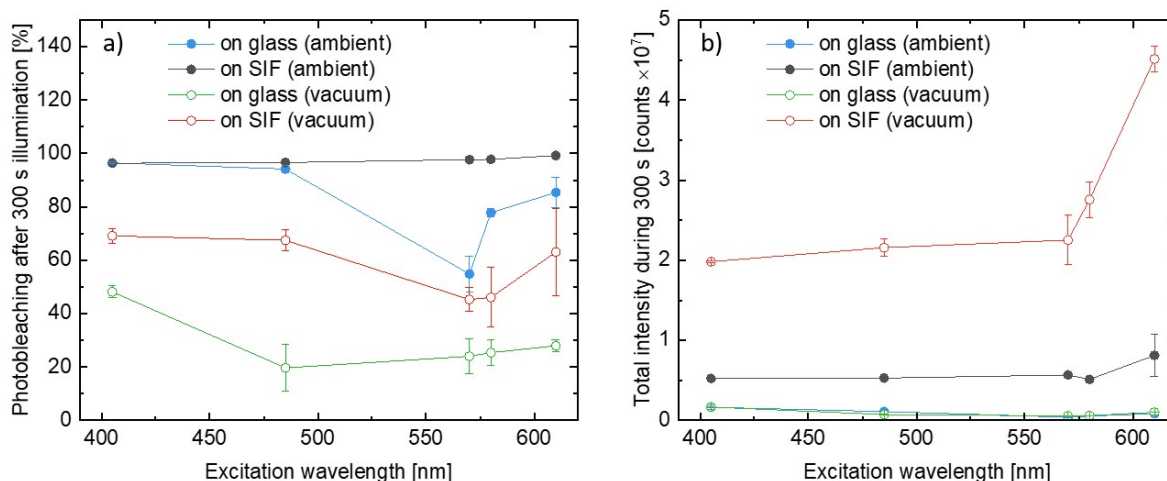 Photobleaching after 300 s illumination [%]
140
120
100
80
60
40
20
0
a)
on glass (ambient)
on SIF (ambient)
on glass (vacuum)
on SIF (vacuum)
400 450 500 550 600
Excitation wavelength [nm]
Total intensity during 300 s [counts ×10⁷]
5
4
3
2
1
0
b)
on glass (ambient)
on SIF (ambient)
on glass (vacuum)
on SIF (vacuum)
400 450 500 550 600
Excitation wavelength [nm]